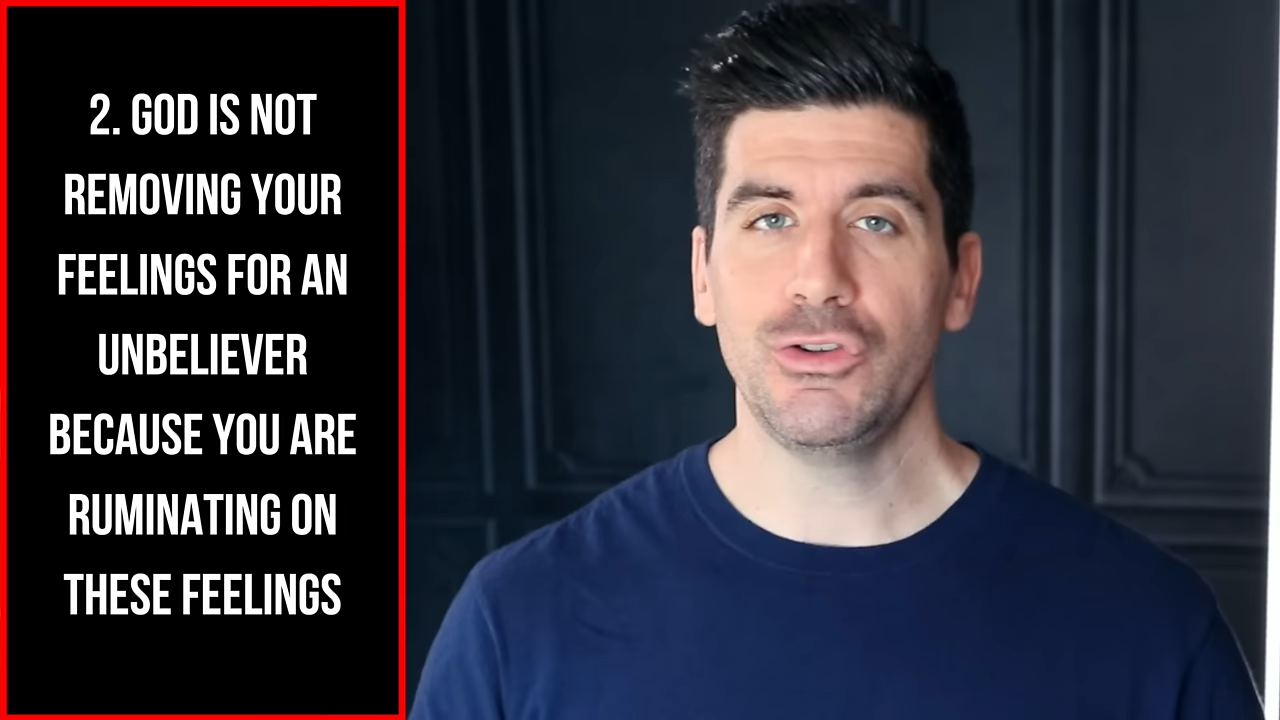 2. GOD IS NOT
REMOVING YOUR
FEELINGS FOR AN
UNBELIEVER
BECAUSE YOU ARE
RUMINATING ON
THESE FEELINGS